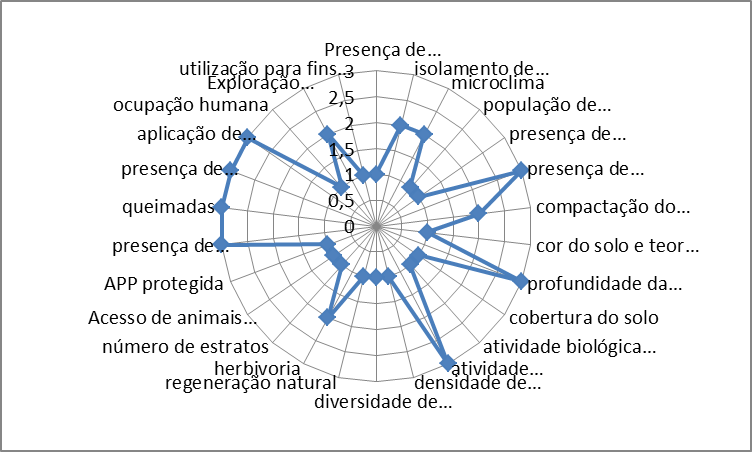 Presença de...
isolamento de...
microclima
população de...
presença de...
presença de...
compactação do...
cor do solo e teor...
profundidade da...
cobertura do solo
atividade biológica...
atividade...
densidade de...
diversidade de...
regeneração natural
herbivoria
número de estratos
Acesso de animais...
APP protegida
presença de...
queimadas
presença de...
aplicação de...
ocupação humana
Exploração...
utilização para fins...
3
2,5
2
1,5
1
0,5
0